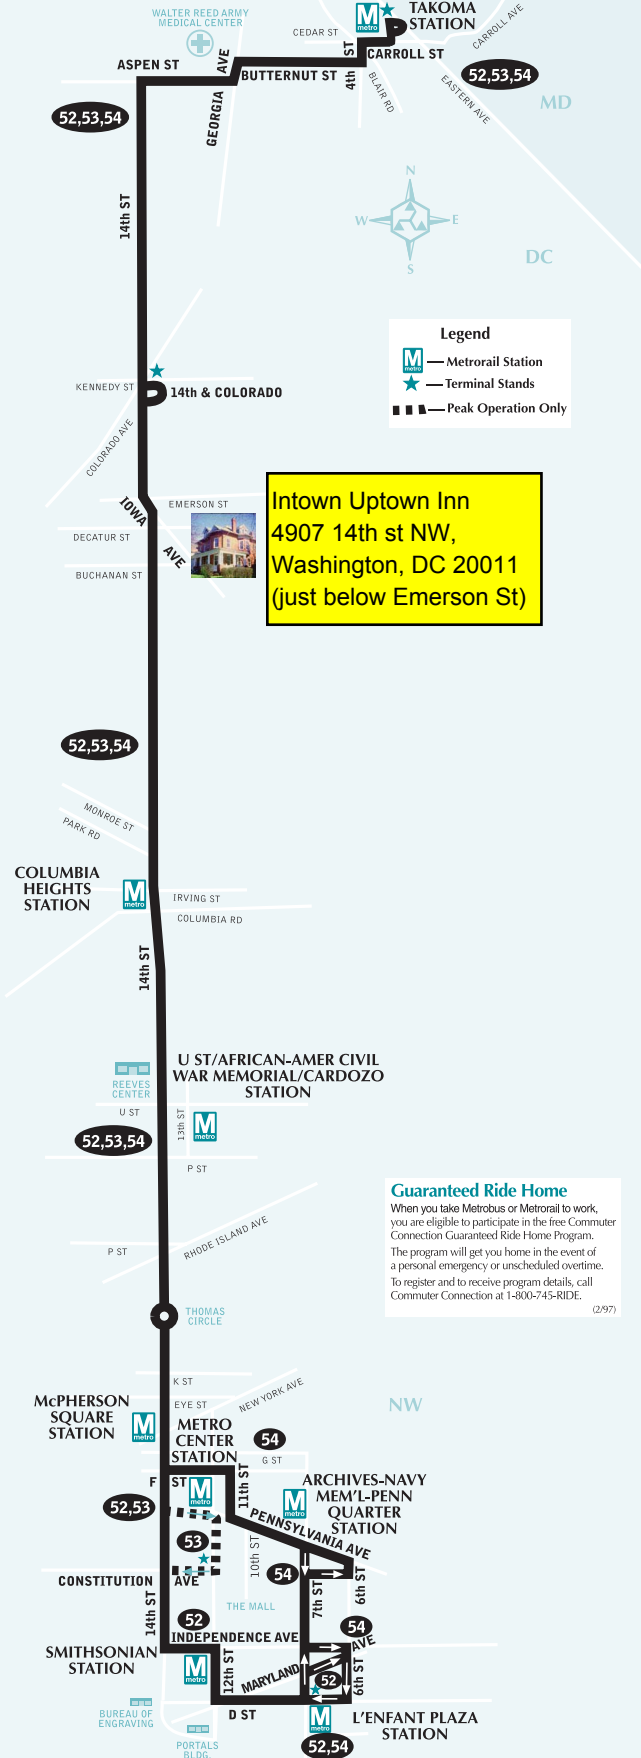 WALTER REED ARMY
MEDICAL CENTER
CEDAR ST
M
metro
TAKOMA
STATION
CARROLL AVE
ASPEN ST
GEORGIA AVE
BUTTERNUT ST
4th ST
CARROLL ST
BLAIR RD
EASTERN AVE
52,53,54
MD
52,53,54
14th ST
N
W
E
S
DC
Legend
M
metro
Metrorail Station
Terminal Stands
Peak Operation Only
KENNEDY ST
14th & COLORADO
COLORADO AVE
IOWA
AVE
EMERSON ST
DECATUR ST
BUCHANAN ST
Intown Uptown Inn
4907 14th st NW,
Washington, DC 20011
(just below Emerson St)
52,53,54
MONROE ST
PARK RD
COLUMBIA
HEIGHTS
STATION
M
metro
IRVING ST
COLUMBIA RD
14th ST
U ST/AFRICAN-AMER CIVIL
WAR MEMORIAL/CARDOZO
STATION
REEVES
CENTER
U ST
13th ST
M
metro
52,53,54
P ST
P ST
RHODE ISLAND AVE
Guaranteed Ride Home
When you take Metrobus or Metrorail to work,
you are eligible to participate in the free Commuter
Connection Guaranteed Ride Home Program.
The program will get you home in the event of
a personal emergency or unscheduled overtime.
To register and to receive program details, call
Commuter Connection at 1-800-745-RIDE.
(2/97)
THOMAS
CIRCLE
K ST
EYE ST
NEW YORK AVE
NW
McPHERSON
SQUARE
STATION
M
metro
METRO
CENTER
STATION
54
G ST
F ST
M
metro
11th ST
ARCHIVES-NAVY
MEM'L-PENN
QUARTER
STATION
M
metro
52,53
53
PENNSYLVANIA AVE
10th ST
54
7th ST
6th ST
CONSTITUTION AVE
14th ST
THE MALL
52
54
INDEPENDENCE AVE
AVE
SMITHSONIAN
STATION
M
metro
12th ST
MARYLAND
52
6th ST
D ST
BUREAU OF
ENGRAVING
PORTALS
BLDG.
M
metro
L'ENFANT PLAZA
STATION
52,54